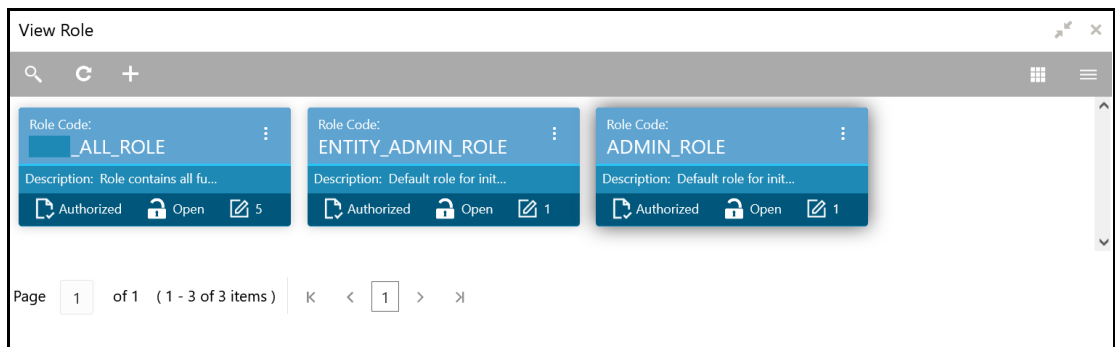 View Role
Role Code:
_ALL_ROLE
Description: Role contains all fu...
Authorized Open 5
Role Code:
ENTITY_ADMIN_ROLE
Description: Default role for init...
Authorized Open 1
Role Code:
ADMIN_ROLE
Description: Default role for init...
Authorized Open 1
Page 1 of 1 ( 1 - 3 of 3 items ) 1